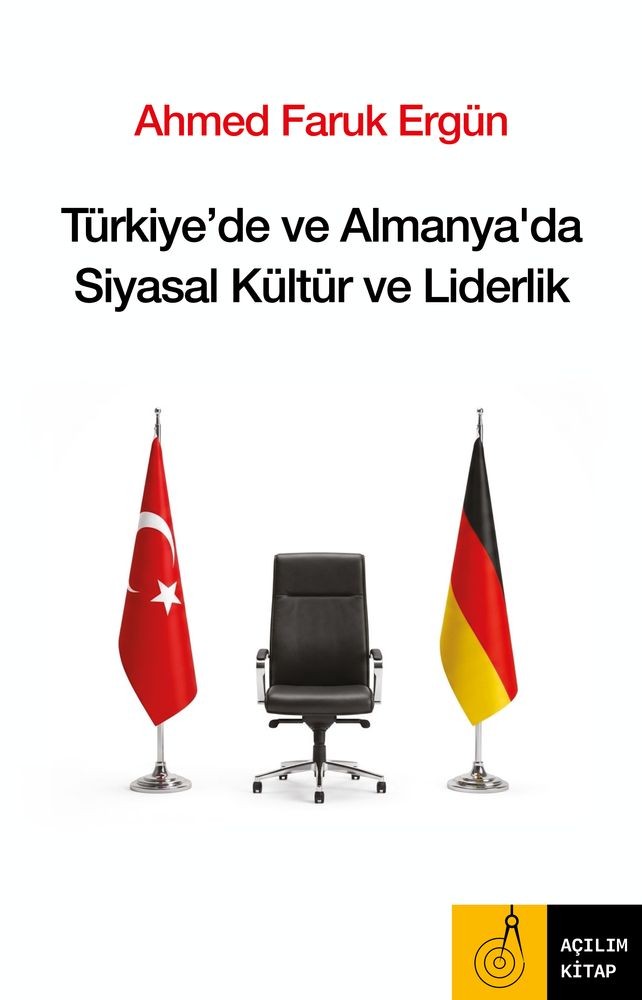 Ahmed Faruk Ergün
Türkiye’de ve Almanya'da
Siyasal Kültür ve Liderlik
AÇILIM
KİTAP